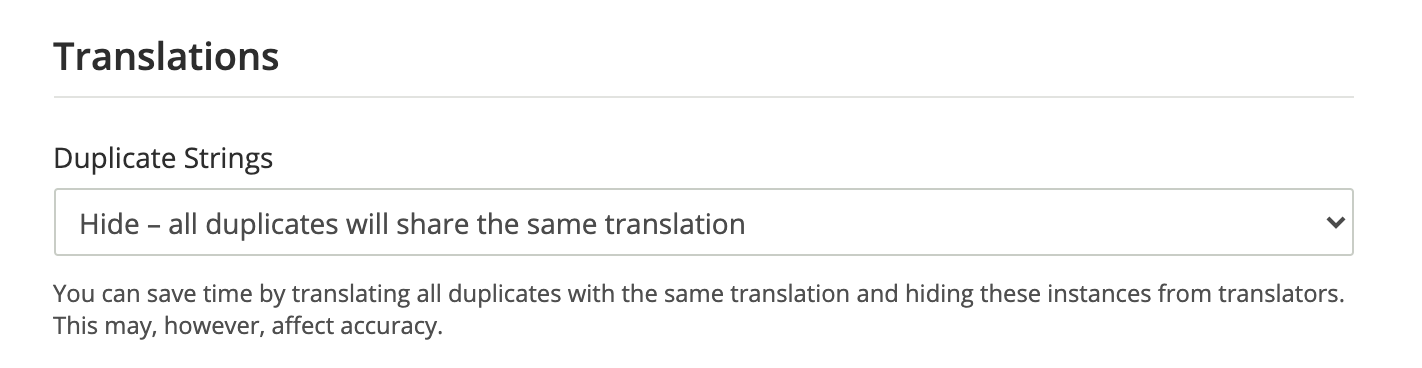 Translations
Duplicate Strings
Hide – all duplicates will share the same translation
You can save time by translating all duplicates with the same translation and hiding these instances from translators.
This may, however, affect accuracy.